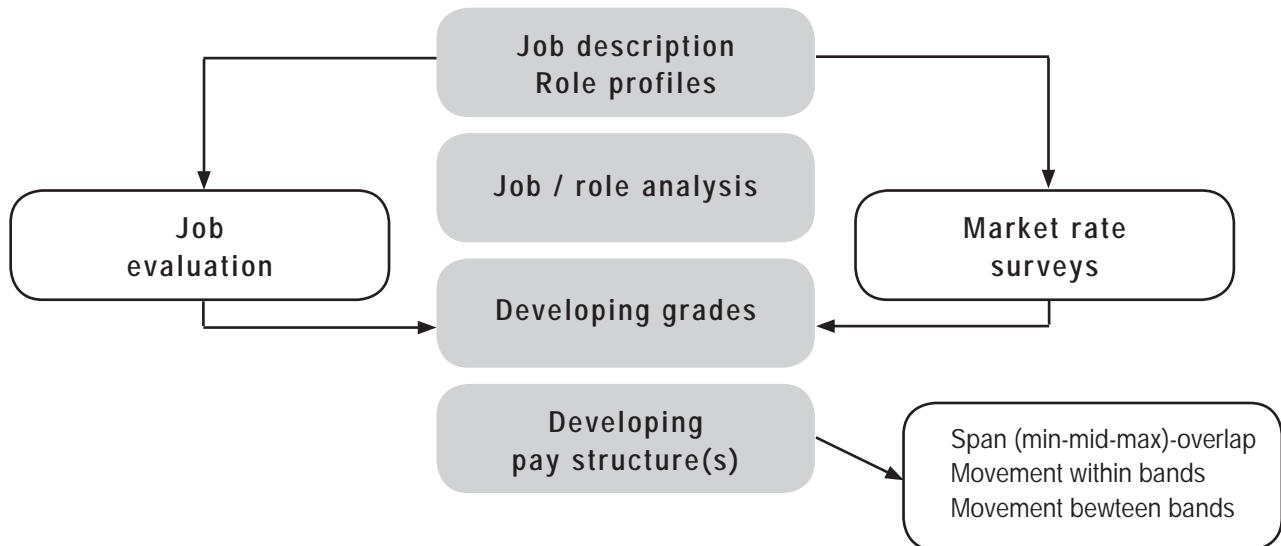 Job description
Role profiles
Job / role analysis
Job
evaluation
Market rate
surveys
Developing grades
Developing
pay structure(s)
Span (min-mid-max)-overlap
Movement within bands
Movement bewteen bands